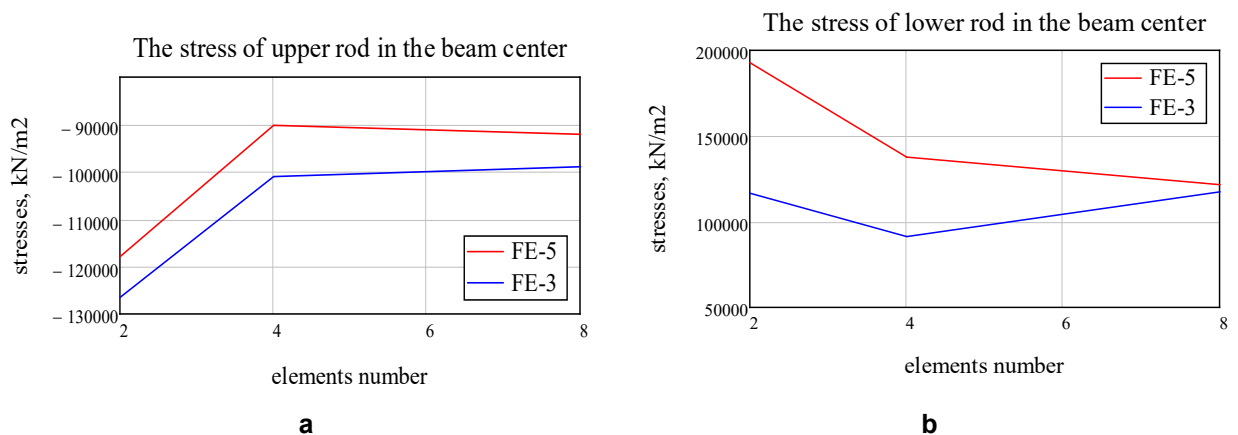 The stress of upper rod in the beam center
stresses, kN/m2
− 90000
− 100000
− 110000
− 120000
− 130000
2
4
6
8
FE-5
FE-3
elements number
a
The stress of lower rod in the beam center
stresses, kN/m2
200000
150000
100000
50000
2
4
6
8
FE-5
FE-3
elements number
b